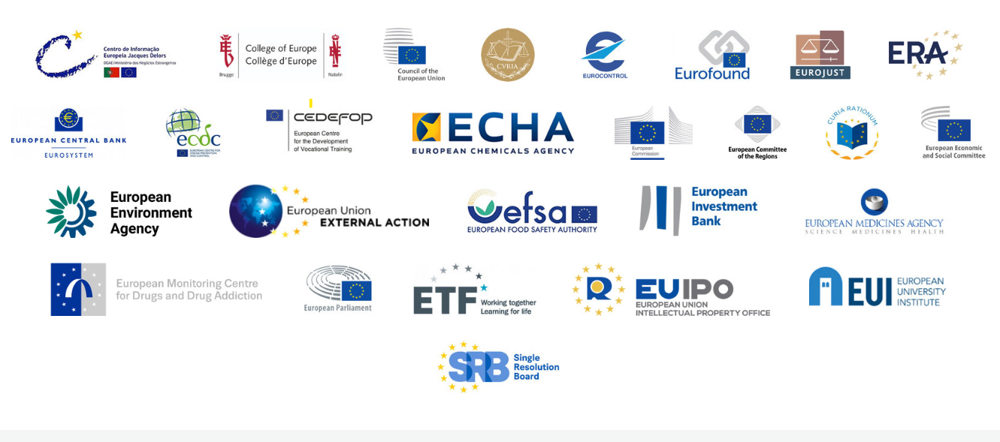 Centro de Informação
Europeia Jacques Delors
DGAE/Ministério dos Negócios Estrangeiros
College of Europe
Collège d'Europe
Brugge
Natolin
Council of the
European Union
CVRIA
EUROCONTROL
Eurofound
EUROJUST
ERA
EUROPEAN CENTRAL BANK
EUROSYSTEM
ecdc
EUROPEAN CENTRE FOR
DISEASE PREVENTION
AND CONTROL
CEDEFOP
European Centre
for the Development
of Vocational Training
ECHA
EUROPEAN CHEMICALS AGENCY
European
Commission
European Committee
of the Regions
CURIA RATIONUM
European Economic
and Social Committee
European
Environment
Agency
European Union
EXTERNAL ACTION
efsa
EUROPEAN FOOD SAFETY AUTHORITY
European
Investment
Bank
EUROPEAN MEDICINES AGENCY
SCIENCE MEDICINES HEALTH
European Monitoring Centre
for Drugs and Drug Addiction
European Parliament
ETF
Working together
Learning for life
R
EUIPO
EUROPEAN UNION
INTELLECTUAL PROPERTY OFFICE
EUI
EUROPEAN
UNIVERSITY
INSTITUTE
SRB
Single
Resolution
Board